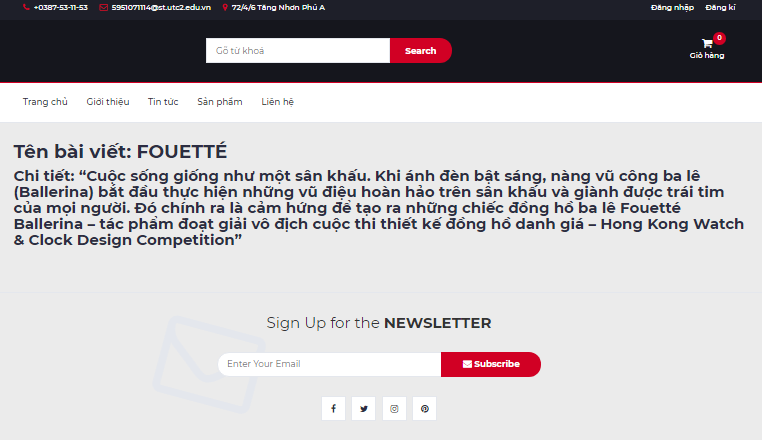 +0387-53-11-53 5951071114@st.utc2.edu.vn 72/4/6 Tăng Nhơn Phú A Đăng nhập Đăng kí
Gõ từ khoá Search 0
Giỏ hàng
Trang chủ Giới thiệu Tin tức Sản phẩm Liên hệ
Tên bài viết: FOUETTÉ
Chi tiết: “Cuộc sống giống như một sân khấu. Khi ánh đèn bật sáng, nàng vũ công ba lê
(Ballerina) bắt đầu thực hiện những vũ điệu hoàn hảo trên sân khấu và giành được trái tim
của mọi người. Đó chính ra là cảm hứng để tạo ra những chiếc đồng hồ ba lê Fouetté
Ballerina – tác phẩm đoạt giải vô địch cuộc thi thiết kế đồng hồ danh giá – Hong Kong Watch
& Clock Design Competition”
Sign Up for the NEWSLETTER
Enter Your Email Subscribe